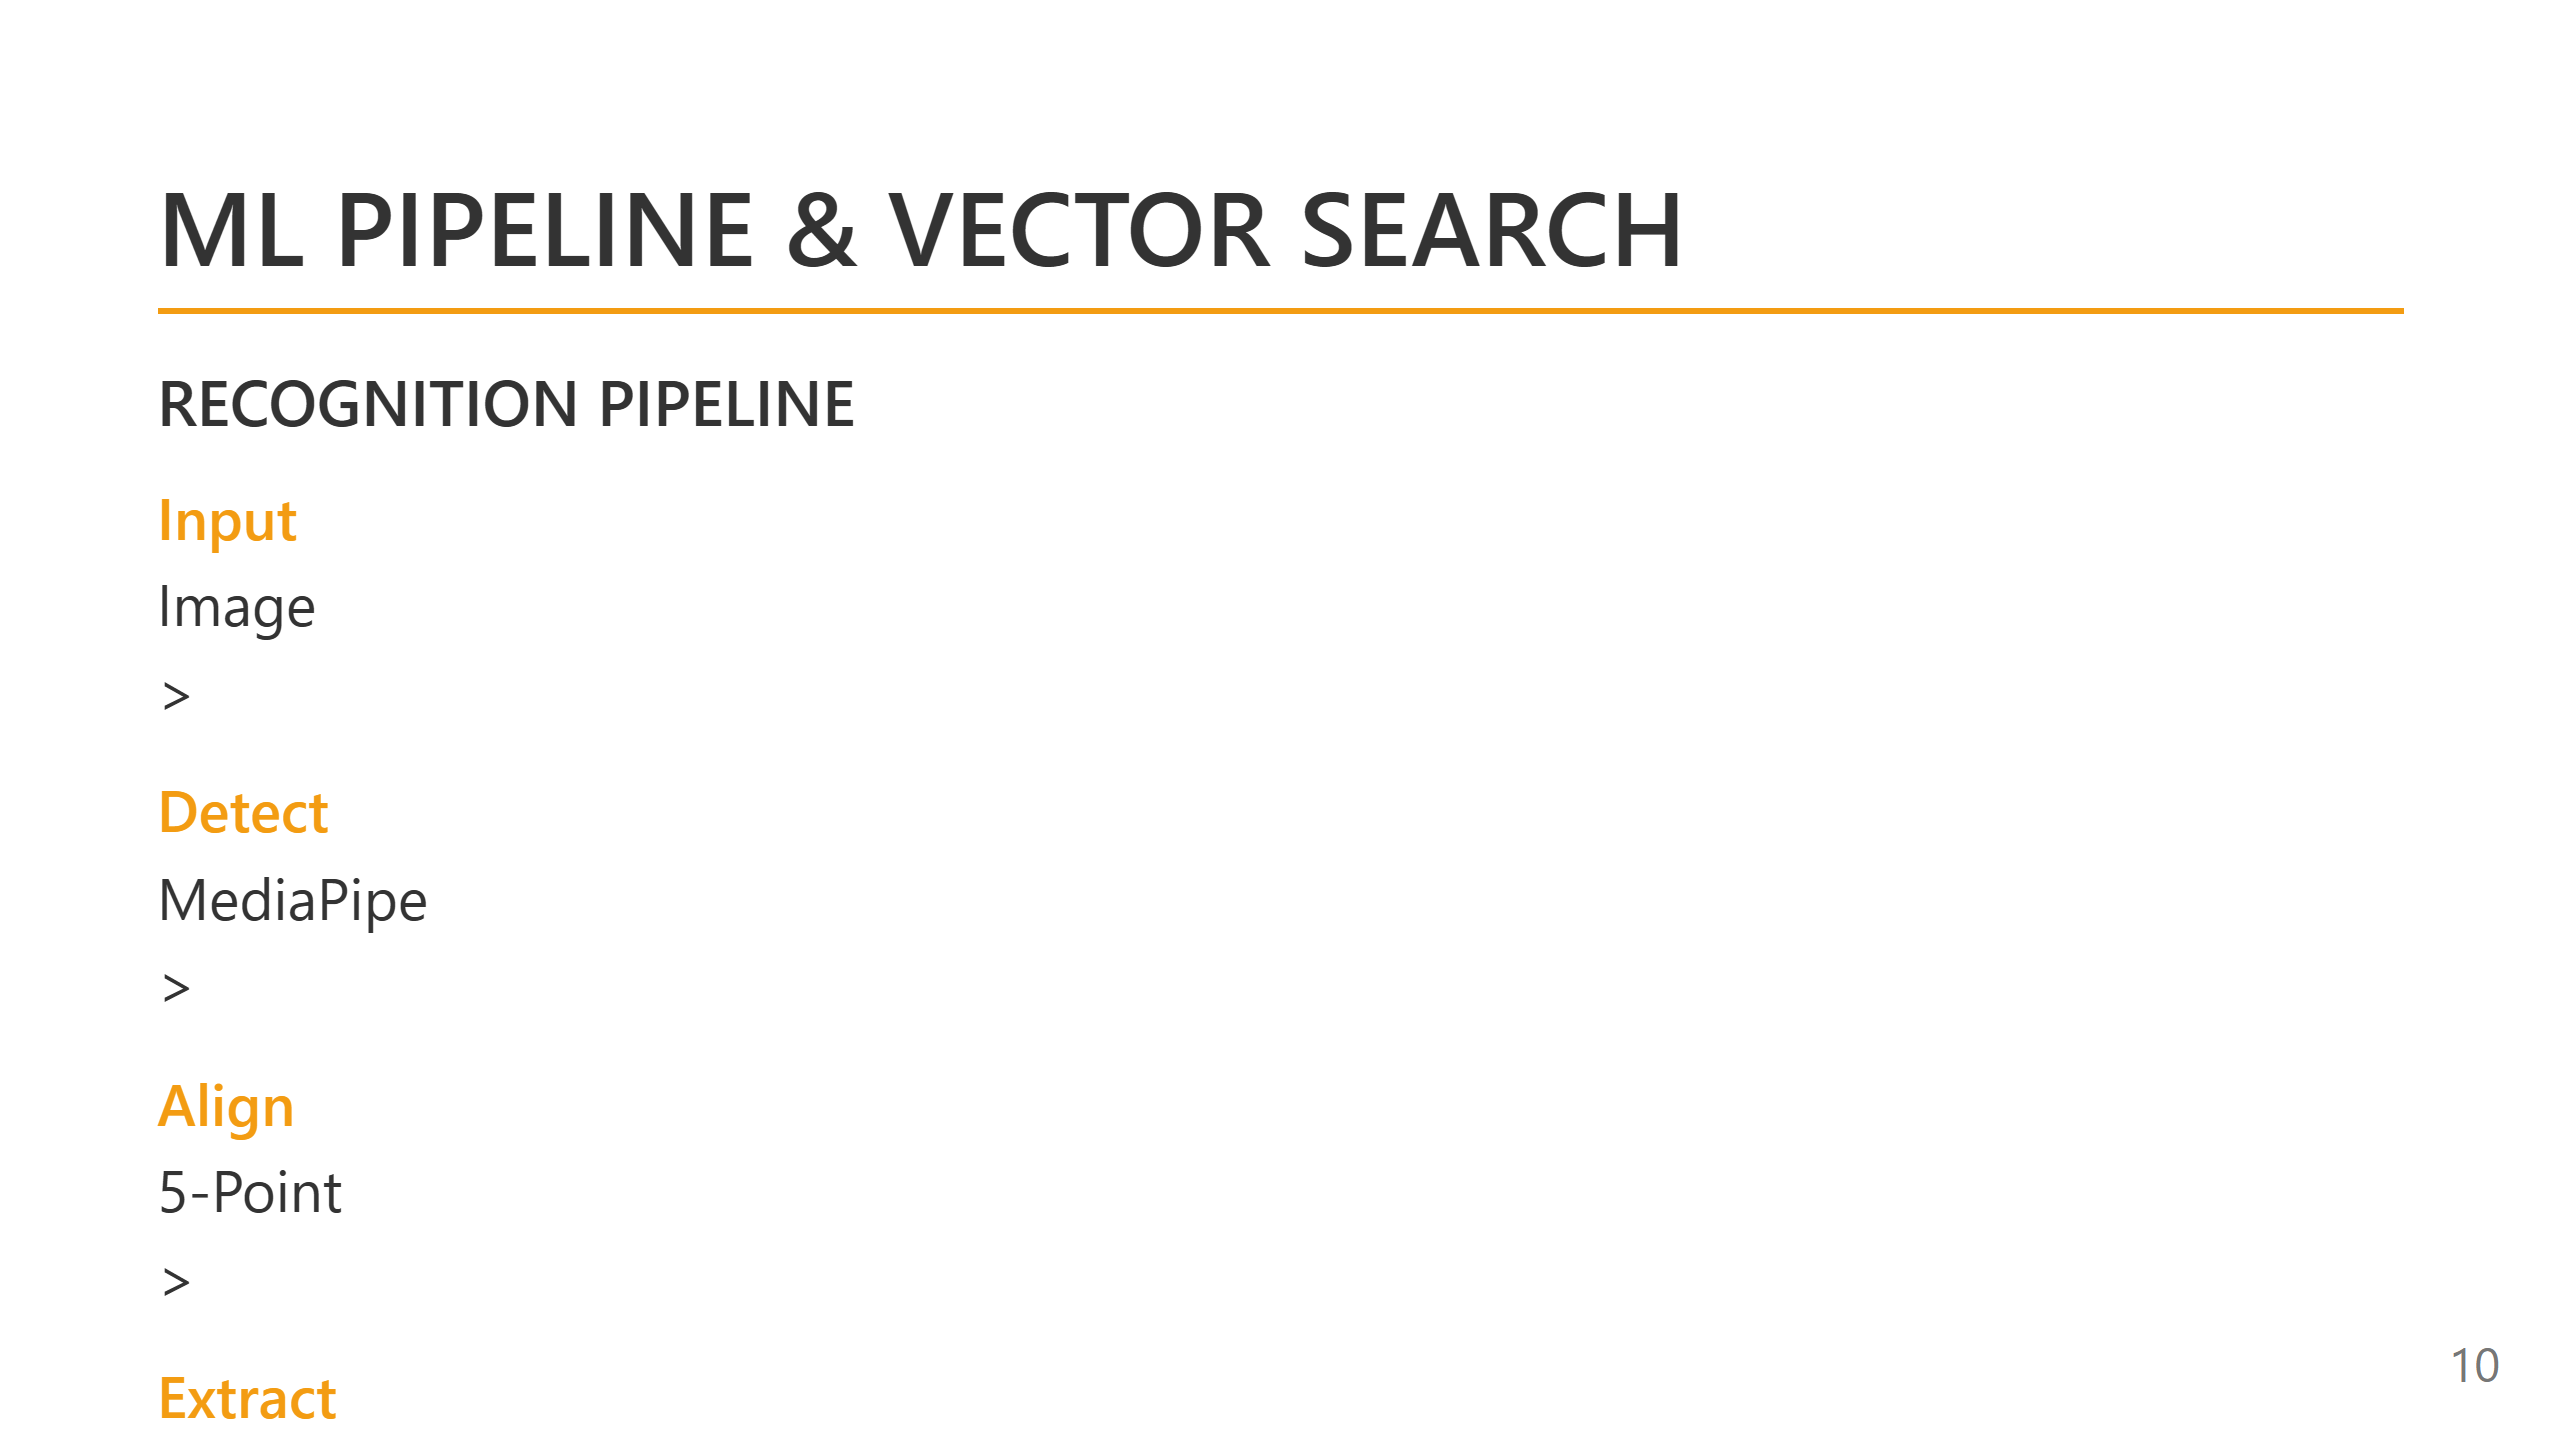 ML PIPELINE & VECTOR SEARCH
RECOGNITION PIPELINE
Input
Image
>
Detect
MediaPipe
>
Align
5-Point
>
Extract
10